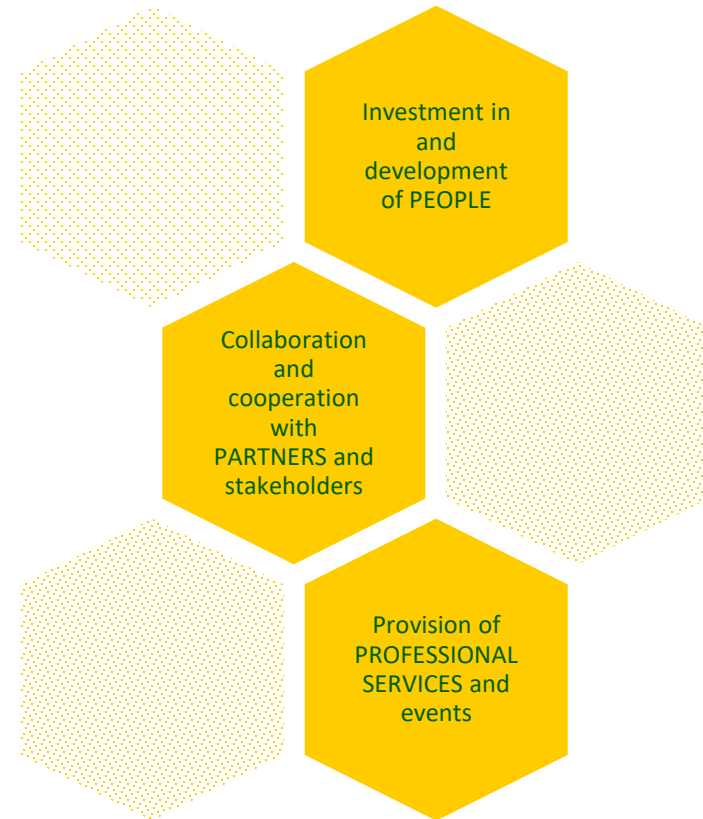 Investment in
and
development
of PEOPLE
Collaboration
and
cooperation
with
PARTNERS and
stakeholders
Provision of
PROFESSIONAL
SERVICES and
events